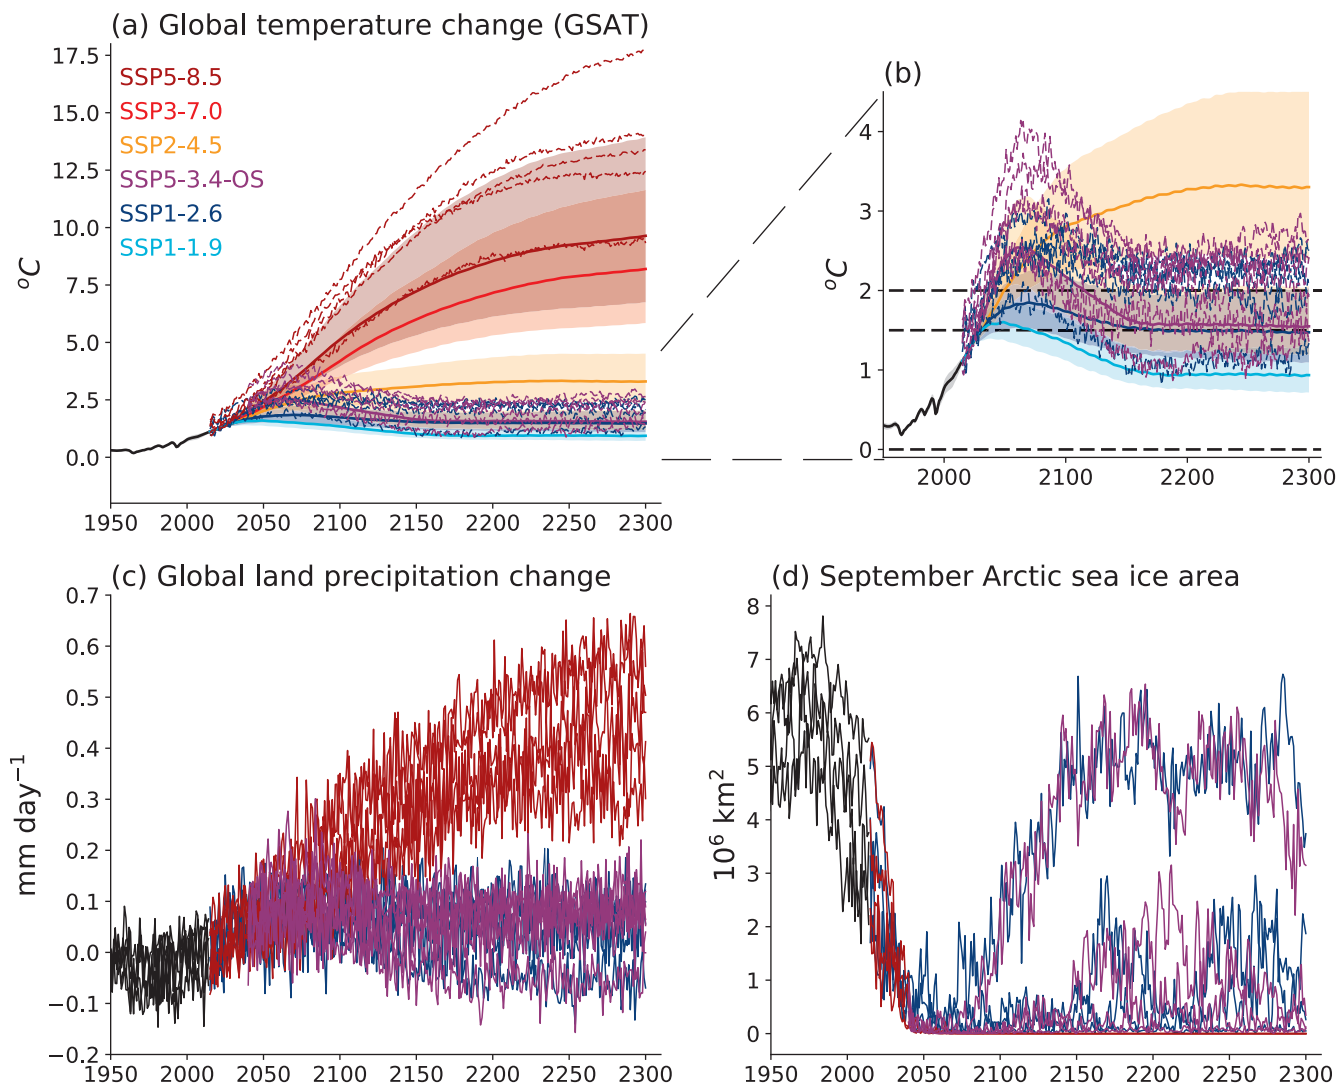 (a) Global temperature change (GSAT)
17.5
15.0
12.5
10.0
7.5
5.0
2.5
0.0
°C
SSP5-8.5
SSP3-7.0
SSP2-4.5
SSP5-3.4-OS
SSP1-2.6
SSP1-1.9
1950 2000 2050 2100 2150 2200 2250 2300
(b)
4
3
2
1
0
°C
2000 2100 2200 2300
(c) Global land precipitation change
0.7
0.6
0.5
0.4
0.3
0.2
0.1
0.0
−0.1
−0.2
mm day⁻¹
1950 2000 2050 2100 2150 2200 2250 2300
(d) September Arctic sea ice area
8
7
6
5
4
3
2
1
0
10⁶ km²
1950 2000 2050 2100 2150 2200 2250 2300